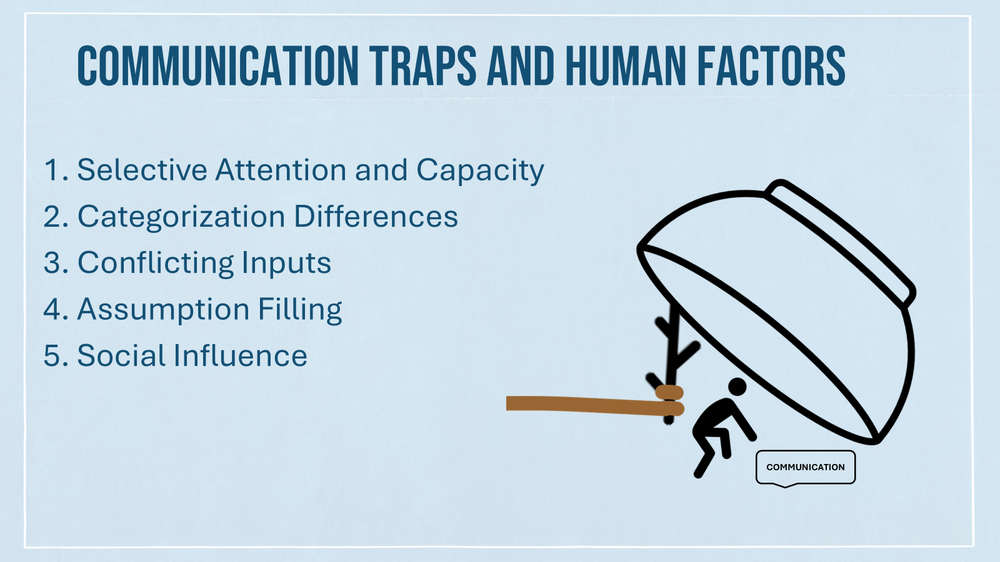 COMMUNICATION TRAPS AND HUMAN FACTORS
1. Selective Attention and Capacity
2. Categorization Differences
3. Conflicting Inputs
4. Assumption Filling
5. Social Influence
COMMUNICATION